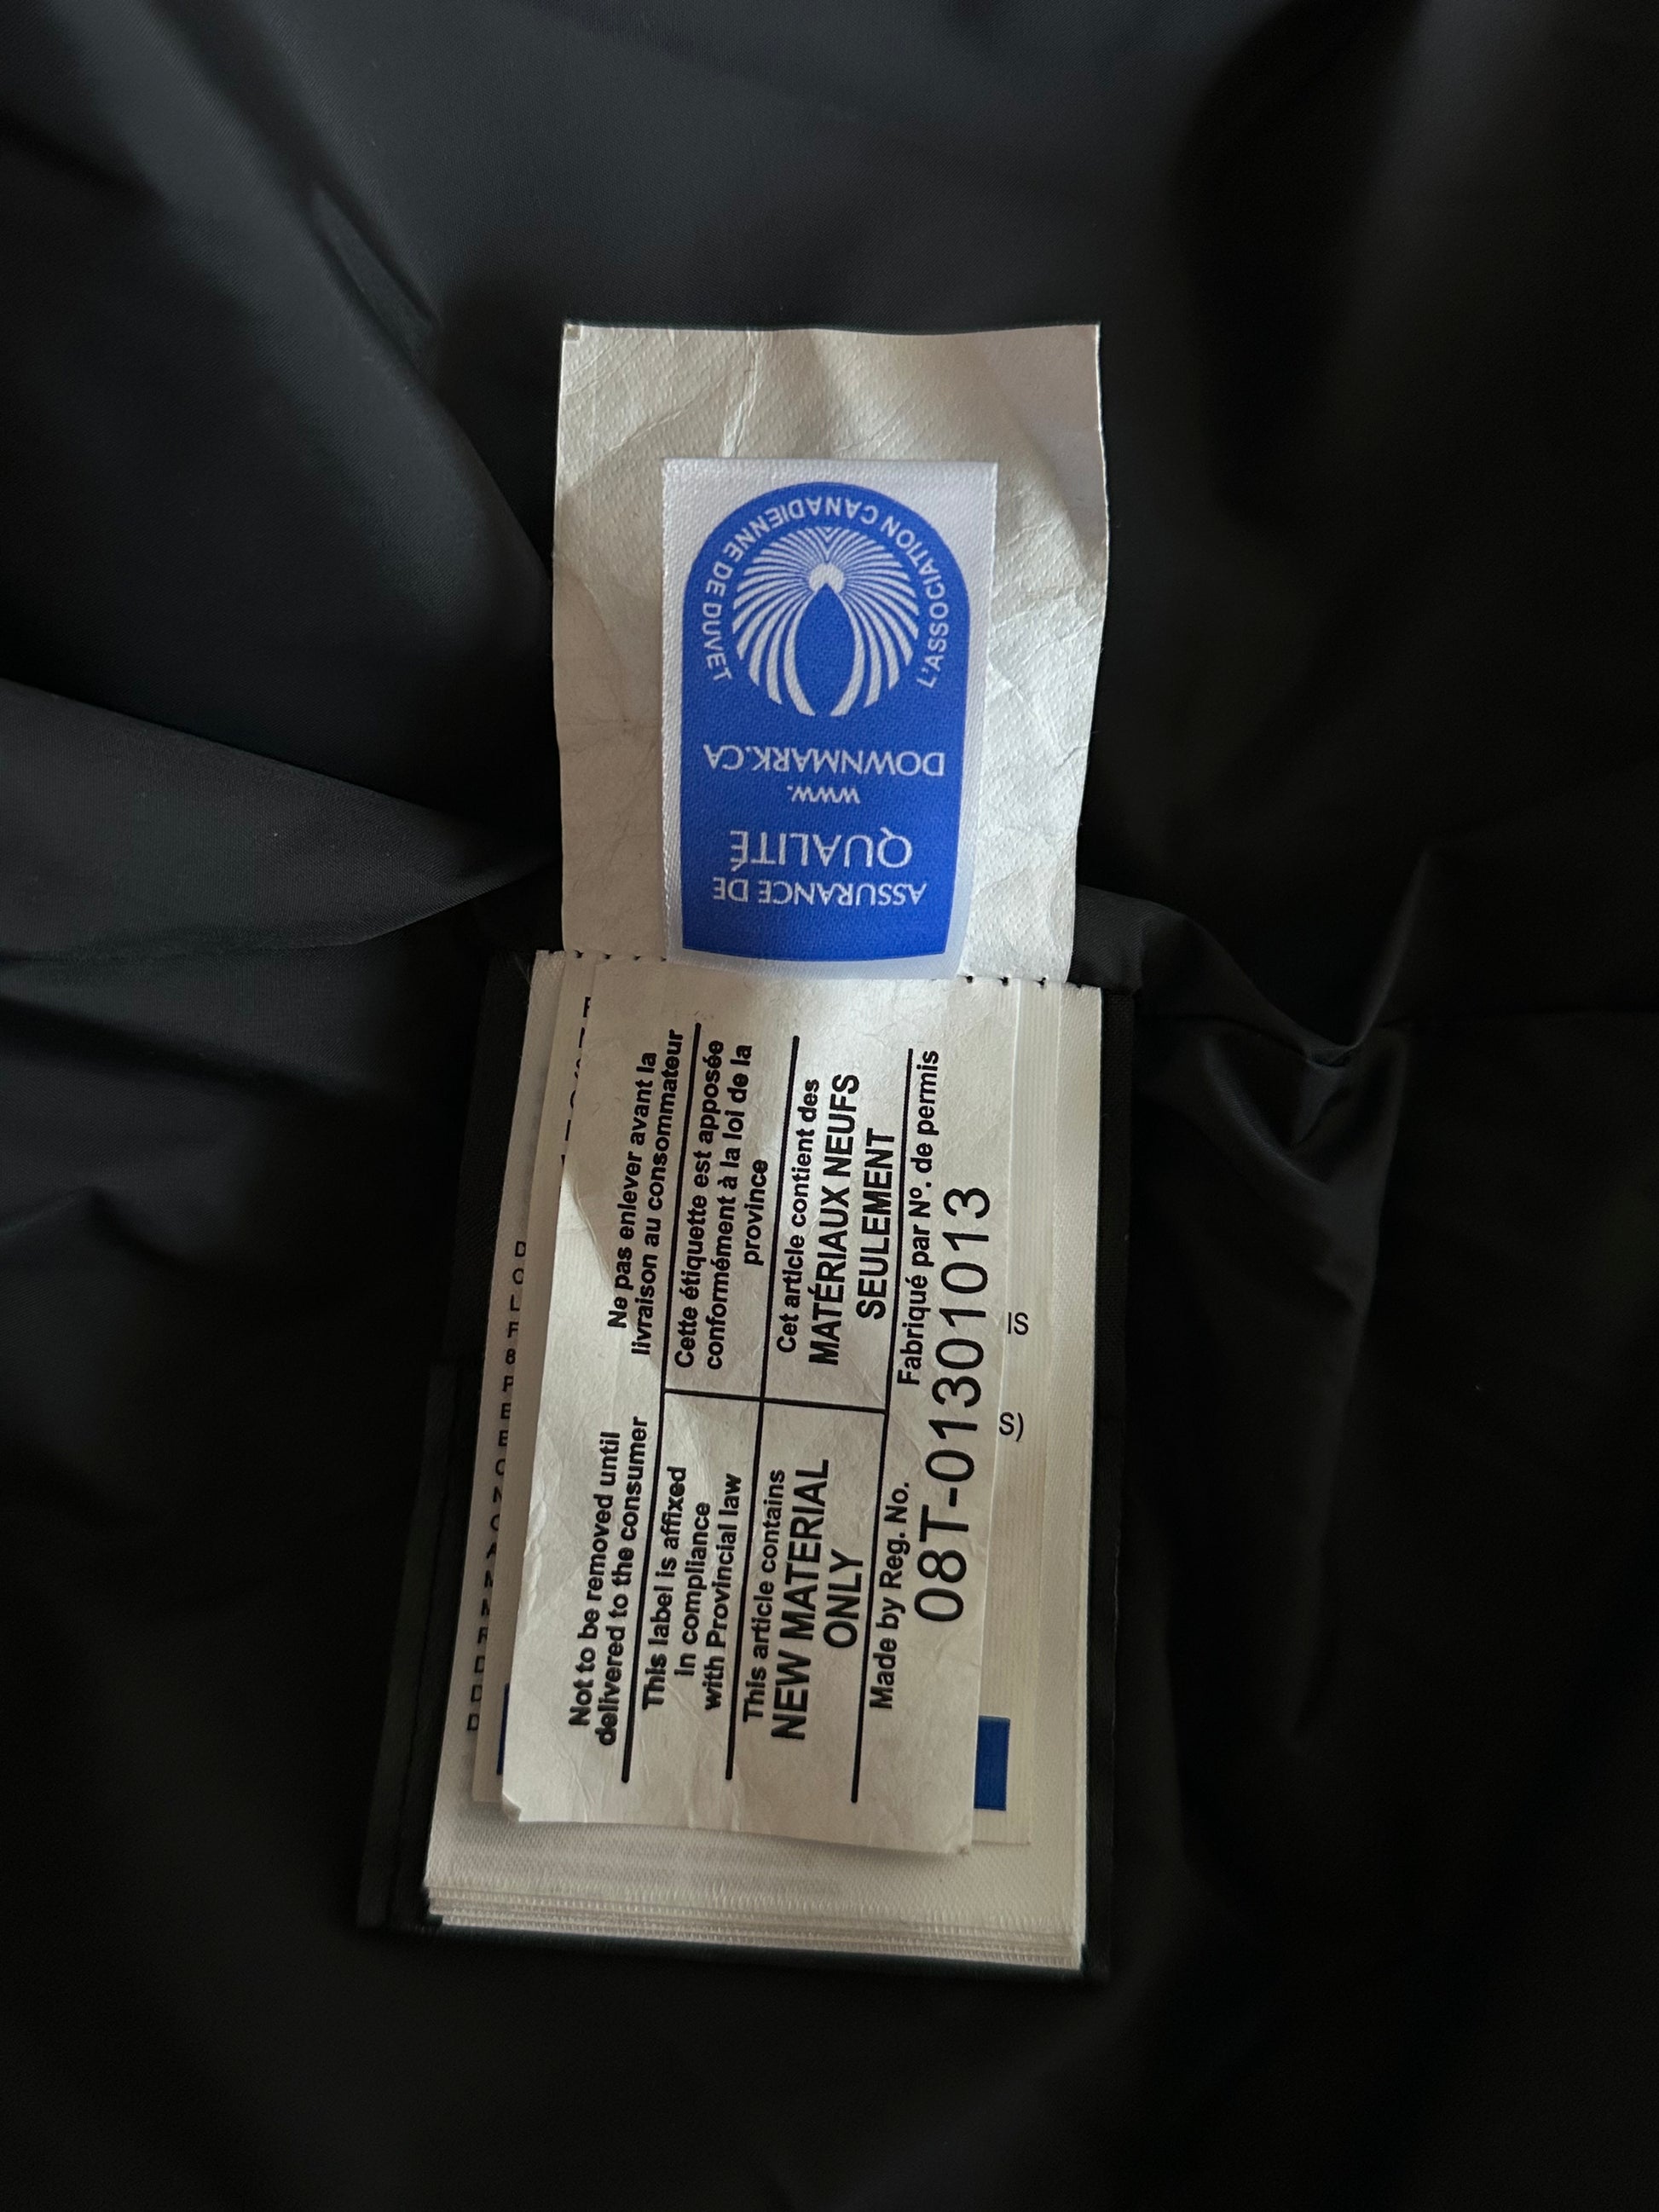 L'ASSOCIATION CANADIENNE DE DUVET
WWW.
DOWNMARK.CA
ASSURANCE DE
QUALITÉ
Not to be removed until
delivered to the consumer
Ne pas enlever avant la
livraison au consommateur
This label is affixed
in compliance
with Provincial law
Cette étiquette est apposée
conformément à la loi de la
province
This article contains
NEW MATERIAL
ONLY
Cet article contient des
MATÉRIAUX NEUFS
SEULEMENT
Made by Reg. No.
Fabriqué par Nº. de permis
08T-01301013
IS
S)